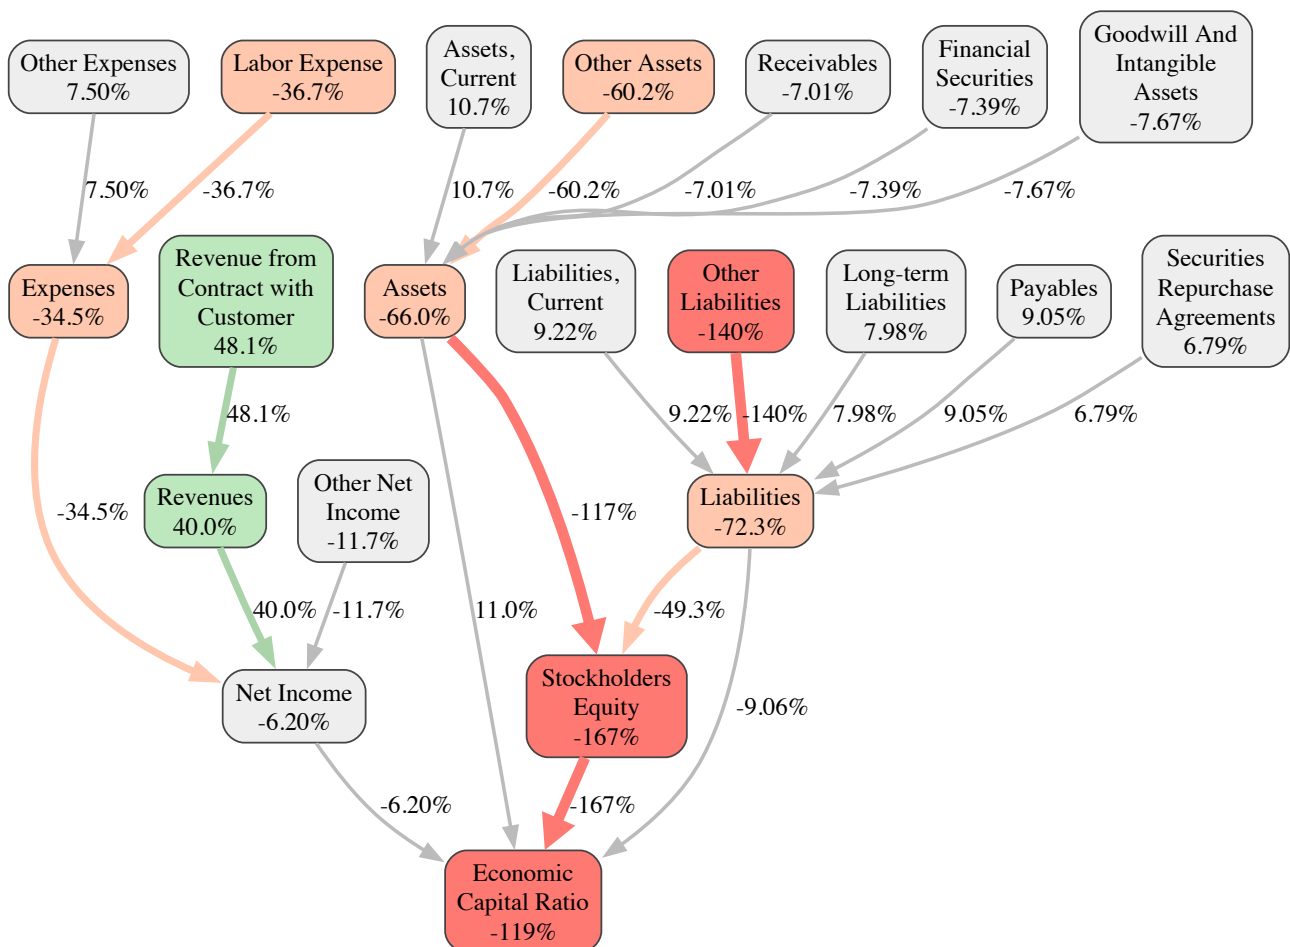 Other Expenses
7.50%
Labor Expense
-36.7%
Assets,
Current
10.7%
Other Assets
-60.2%
Receivables
-7.01%
Financial
Securities
-7.39%
Goodwill And
Intangible
Assets
-7.67%
7.50%
-36.7%
10.7%
-60.2%
-7.01%
-7.39%
-7.67%
Expenses
-34.5%
Revenue from
Contract with
Customer
48.1%
Assets
-66.0%
Liabilities,
Current
9.22%
Other
Liabilities
-140%
Long-term
Liabilities
7.98%
Payables
9.05%
Securities
Repurchase
Agreements
6.79%
48.1%
9.22%
-140%
7.98%
9.05%
6.79%
-34.5%
Revenues
40.0%
Other Net
Income
-11.7%
-117%
Liabilities
-72.3%
40.0%
-11.7%
11.0%
-49.3%
Net Income
-6.20%
Stockholders
Equity
-167%
-9.06%
-6.20%
-167%
Economic
Capital Ratio
-119%